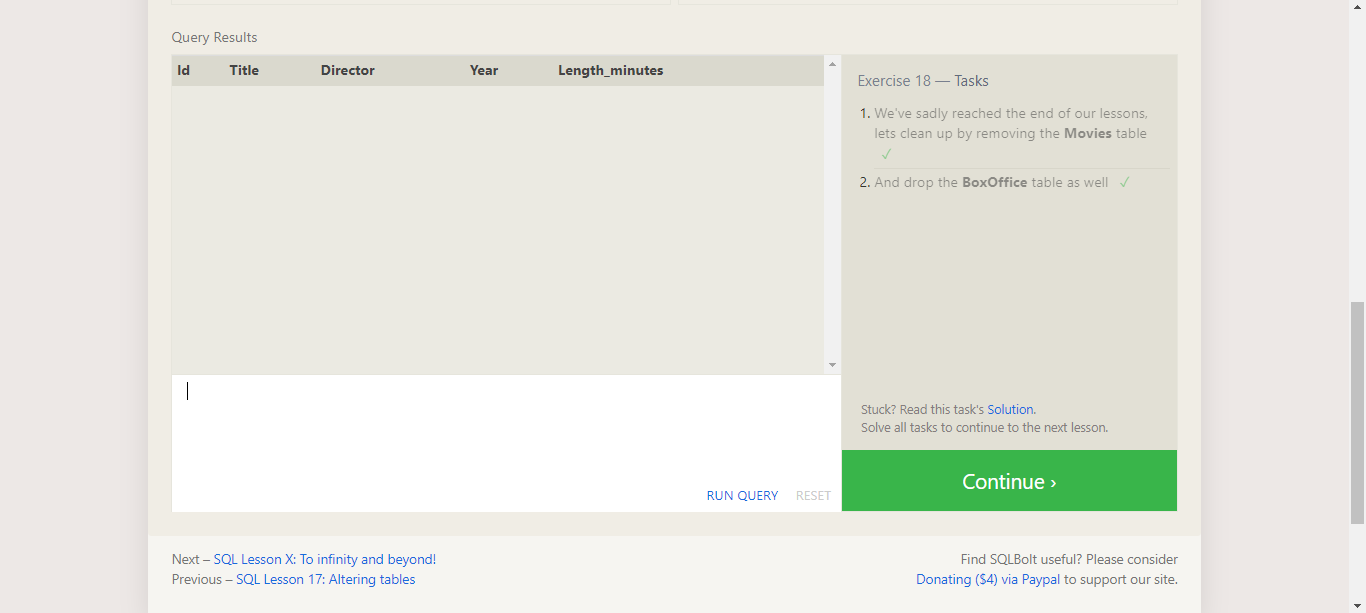 Query Results
Id Title Director Year Length_minutes
Exercise 18 — Tasks
1. We've sadly reached the end of our lessons,
lets clean up by removing the Movies table
✓
2. And drop the BoxOffice table as well ✓
Stuck? Read this task's Solution.
Solve all tasks to continue to the next lesson.
RUN QUERY RESET
Continue ›
Next – SQL Lesson X: To infinity and beyond!
Previous – SQL Lesson 17: Altering tables
Find SQLBolt useful? Please consider
Donating ($4) via Paypal to support our site.